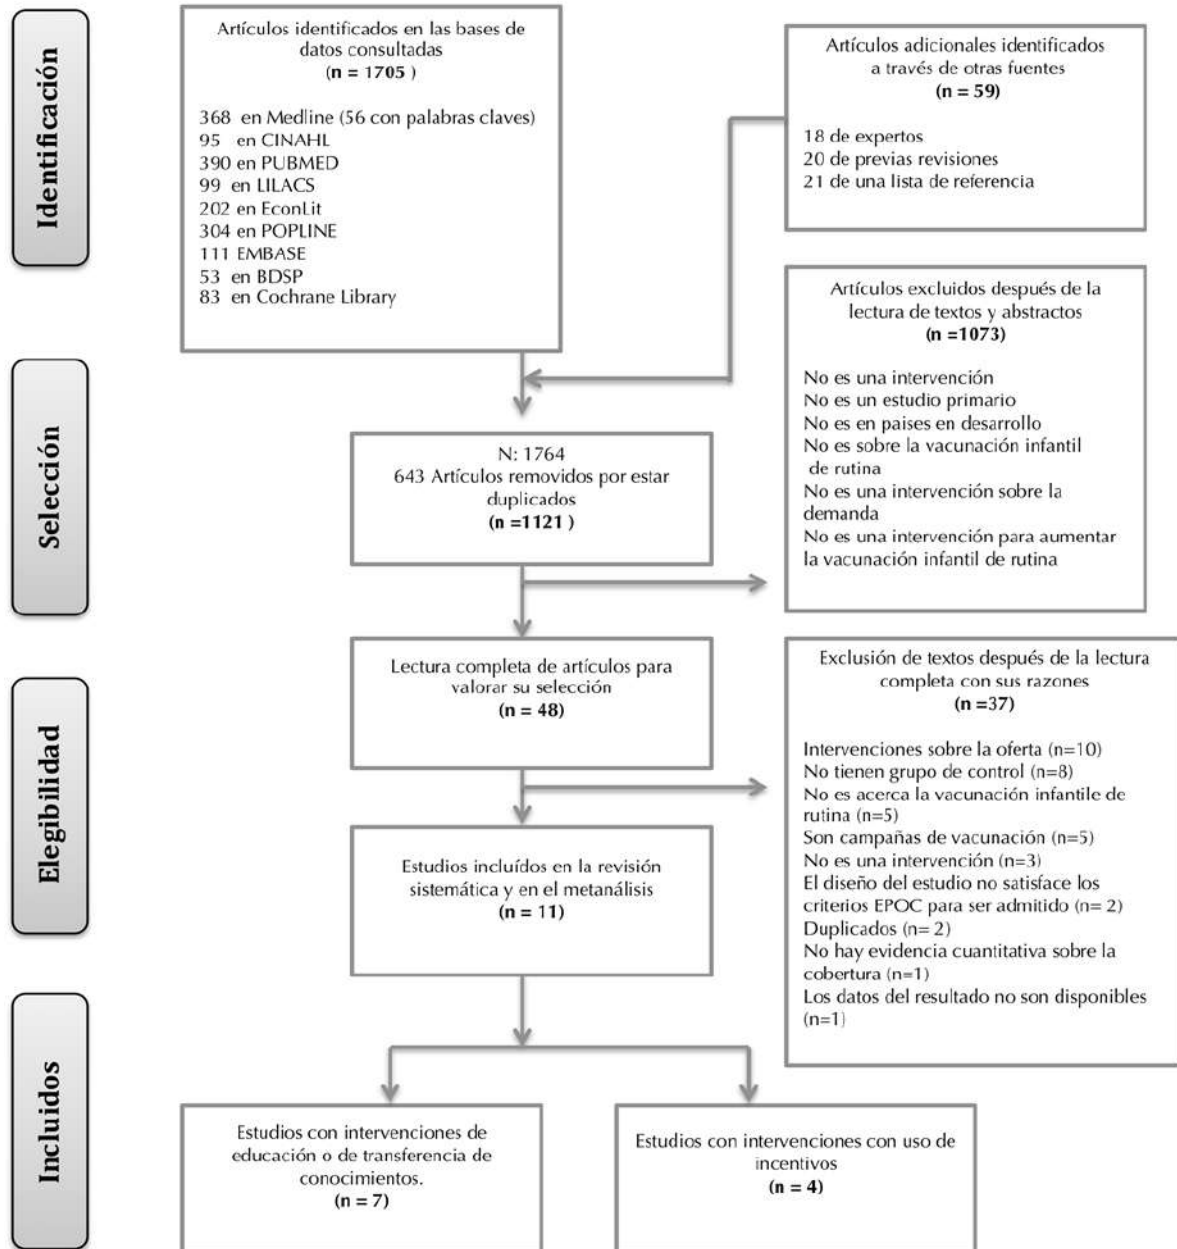 Identificación
Artículos identificados en las bases de
datos consultadas
(n = 1705 )
368 en Medline (56 con palabras claves)
95 en CINAHL
390 en PUBMED
99 en LILACS
202 en EconLit
304 en POPLINE
111 EMBASE
53 en BDSP
83 en Cochrane Library
Artículos adicionales identificados
a través de otras fuentes
(n = 59)
18 de expertos
20 de previas revisiones
21 de una lista de referencia
Selección
N: 1764
643 Artículos removidos por estar
duplicados
(n =1121 )
Artículos excluidos después de la
lectura de textos y abstractos
(n =1073)
No es una intervención
No es un estudio primario
No es en paises en desarrollo
No es sobre la vacunación infantil
de rutina
No es una intervención sobre la
demanda
No es una intervención para aumentar
la vacunación infantil de rutina
Elegibilidad
Lectura completa de artículos para
valorar su selección
(n = 48)
Exclusión de textos después de la lectura
completa con sus razones
(n =37)
Intervenciones sobre la oferta (n=10)
No tienen grupo de control (n=8)
No es acerca la vacunación infantile de
rutina (n=5)
Son campañas de vacunación (n=5)
No es una intervención (n=3)
El diseño del estudio no satisface los
criterios EPOC para ser admitido (n= 2)
Duplicados (n= 2)
No hay evidencia cuantitativa sobre la
cobertura (n=1)
Los datos del resultado no son disponibles
(n=1)
Estudios incluídos en la revisión
sistemática y en el metanálisis
(n = 11)
Incluidos
Estudios con intervenciones de
educación o de transferencia de
conocimientos.
(n = 7)
Estudios con intervenciones con uso de
incentivos
(n = 4)